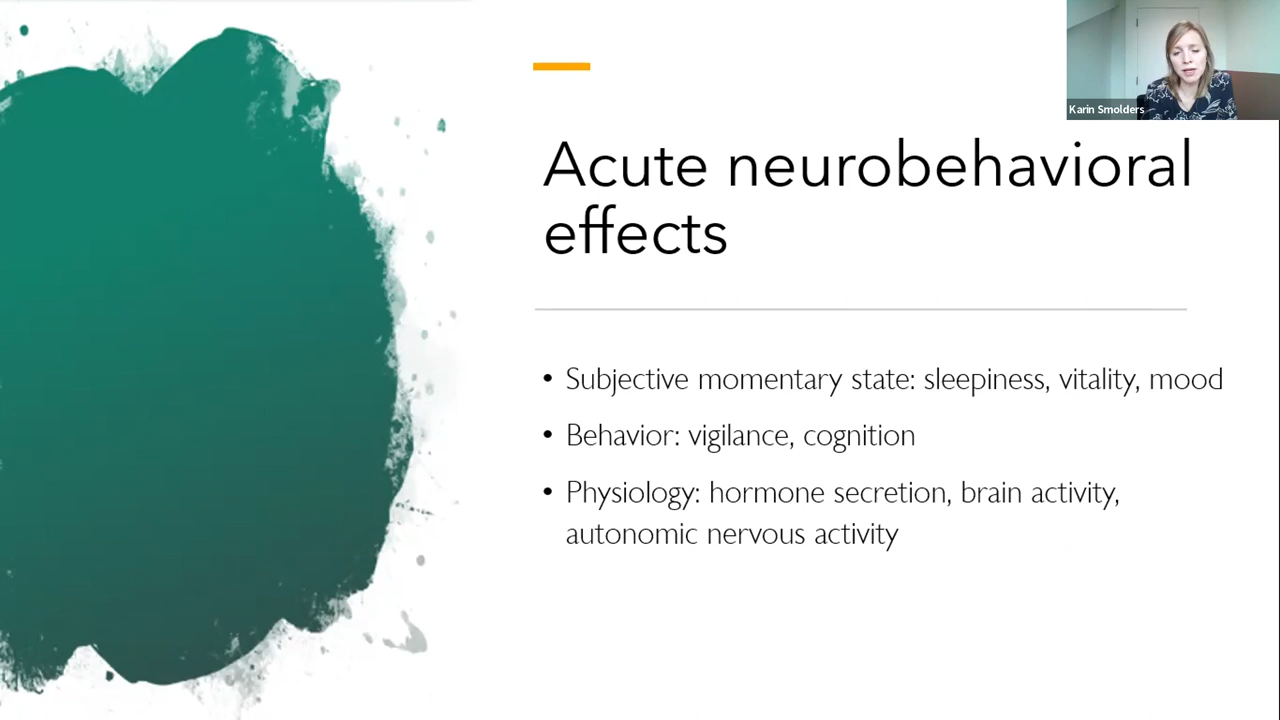 Karin Smolders
Acute neurobehavioral
effects
• Subjective momentary state: sleepiness, vitality, mood
• Behavior: vigilance, cognition
• Physiology: hormone secretion, brain activity,
autonomic nervous activity